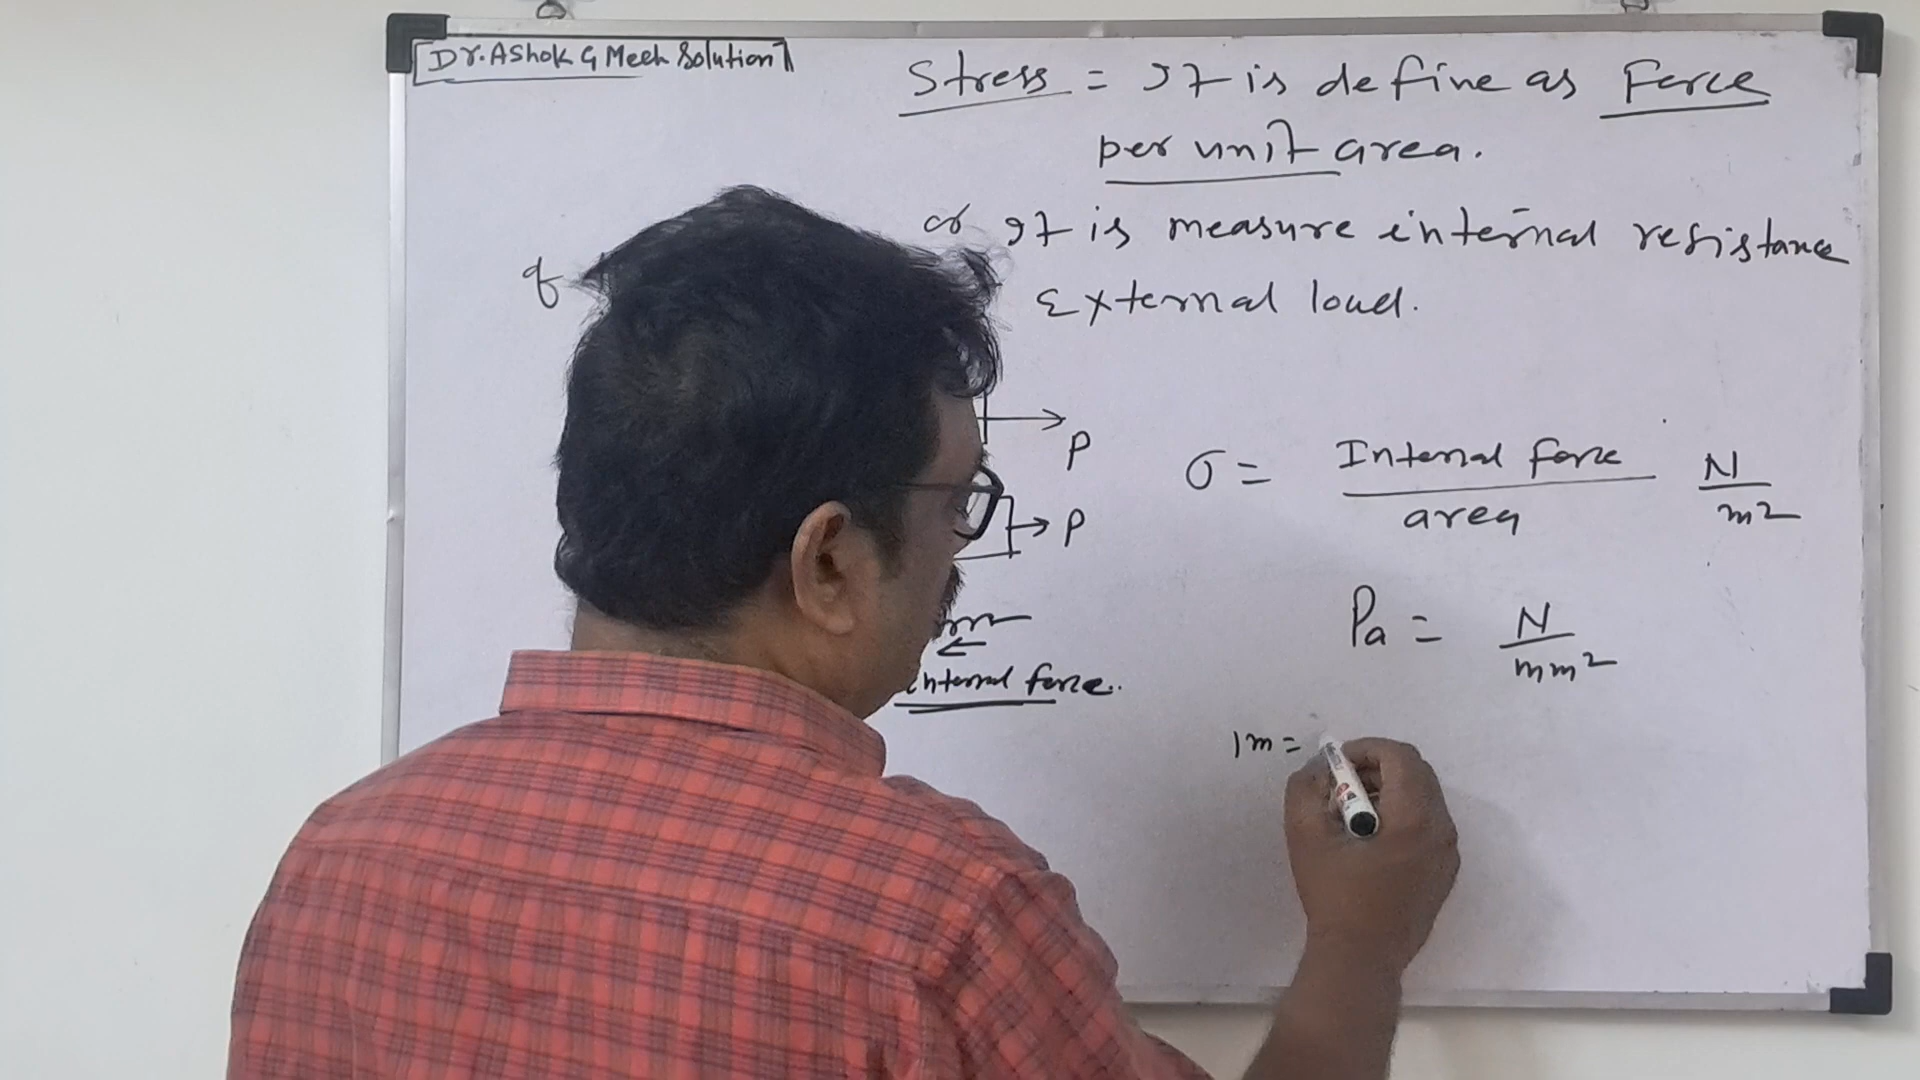 Dr. Ashok G Mech Solution
Stress = It is define as Force
per unit area.
or It is measure internal resistance
External load.
P
P
σ = Internal force / area N/m²
Pa = N/mm²
internal force.
1m =